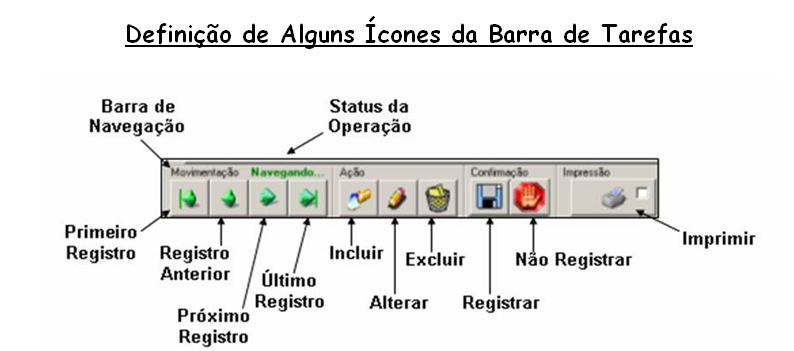 Definição de Alguns Ícones da Barra de Tarefas
Barra de
Navegação
Status da
Operação
Movimentação
Navegando...
Ação
Confirmação
Impressão
Primeiro
Registro
Registro
Anterior
Próximo
Registro
Último
Registro
Incluir
Alterar
Excluir
Registrar
Não Registrar
Imprimir